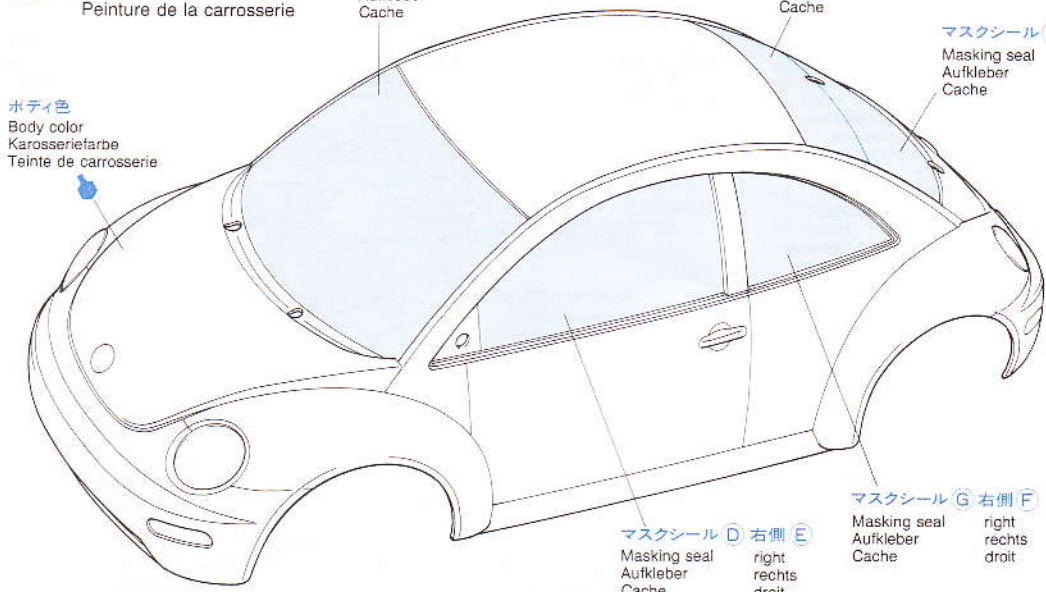 Peinture de la carrosserie
Cache
Cache
マスクシール
Masking seal
Aufkleber
Cache
ボディ色
Body color
Karosseriefarbe
Teinte de carrosserie
マスクシール Ⓖ 右側 Ⓕ
Masking seal right
Aufkleber rechts
Cache droit
マスクシール Ⓓ 右側 Ⓔ
Masking seal right
Aufkleber rechts
Cache droit